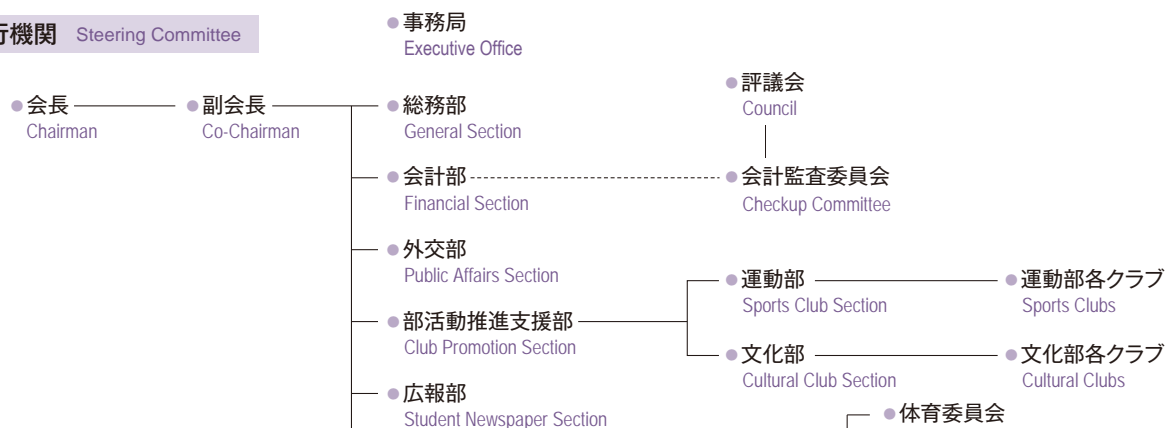 行機関 Steering Committee
事務局
Executive Office
会長
Chairman
副会長
Co-Chairman
総務部
General Section
評議会
Council
会計部
Financial Section
会計監査委員会
Checkup Committee
外交部
Public Affairs Section
部活動推進支援部
Club Promotion Section
運動部
Sports Club Section
運動部各クラブ
Sports Clubs
文化部
Cultural Club Section
文化部各クラブ
Cultural Clubs
広報部
Student Newspaper Section
体育委員会